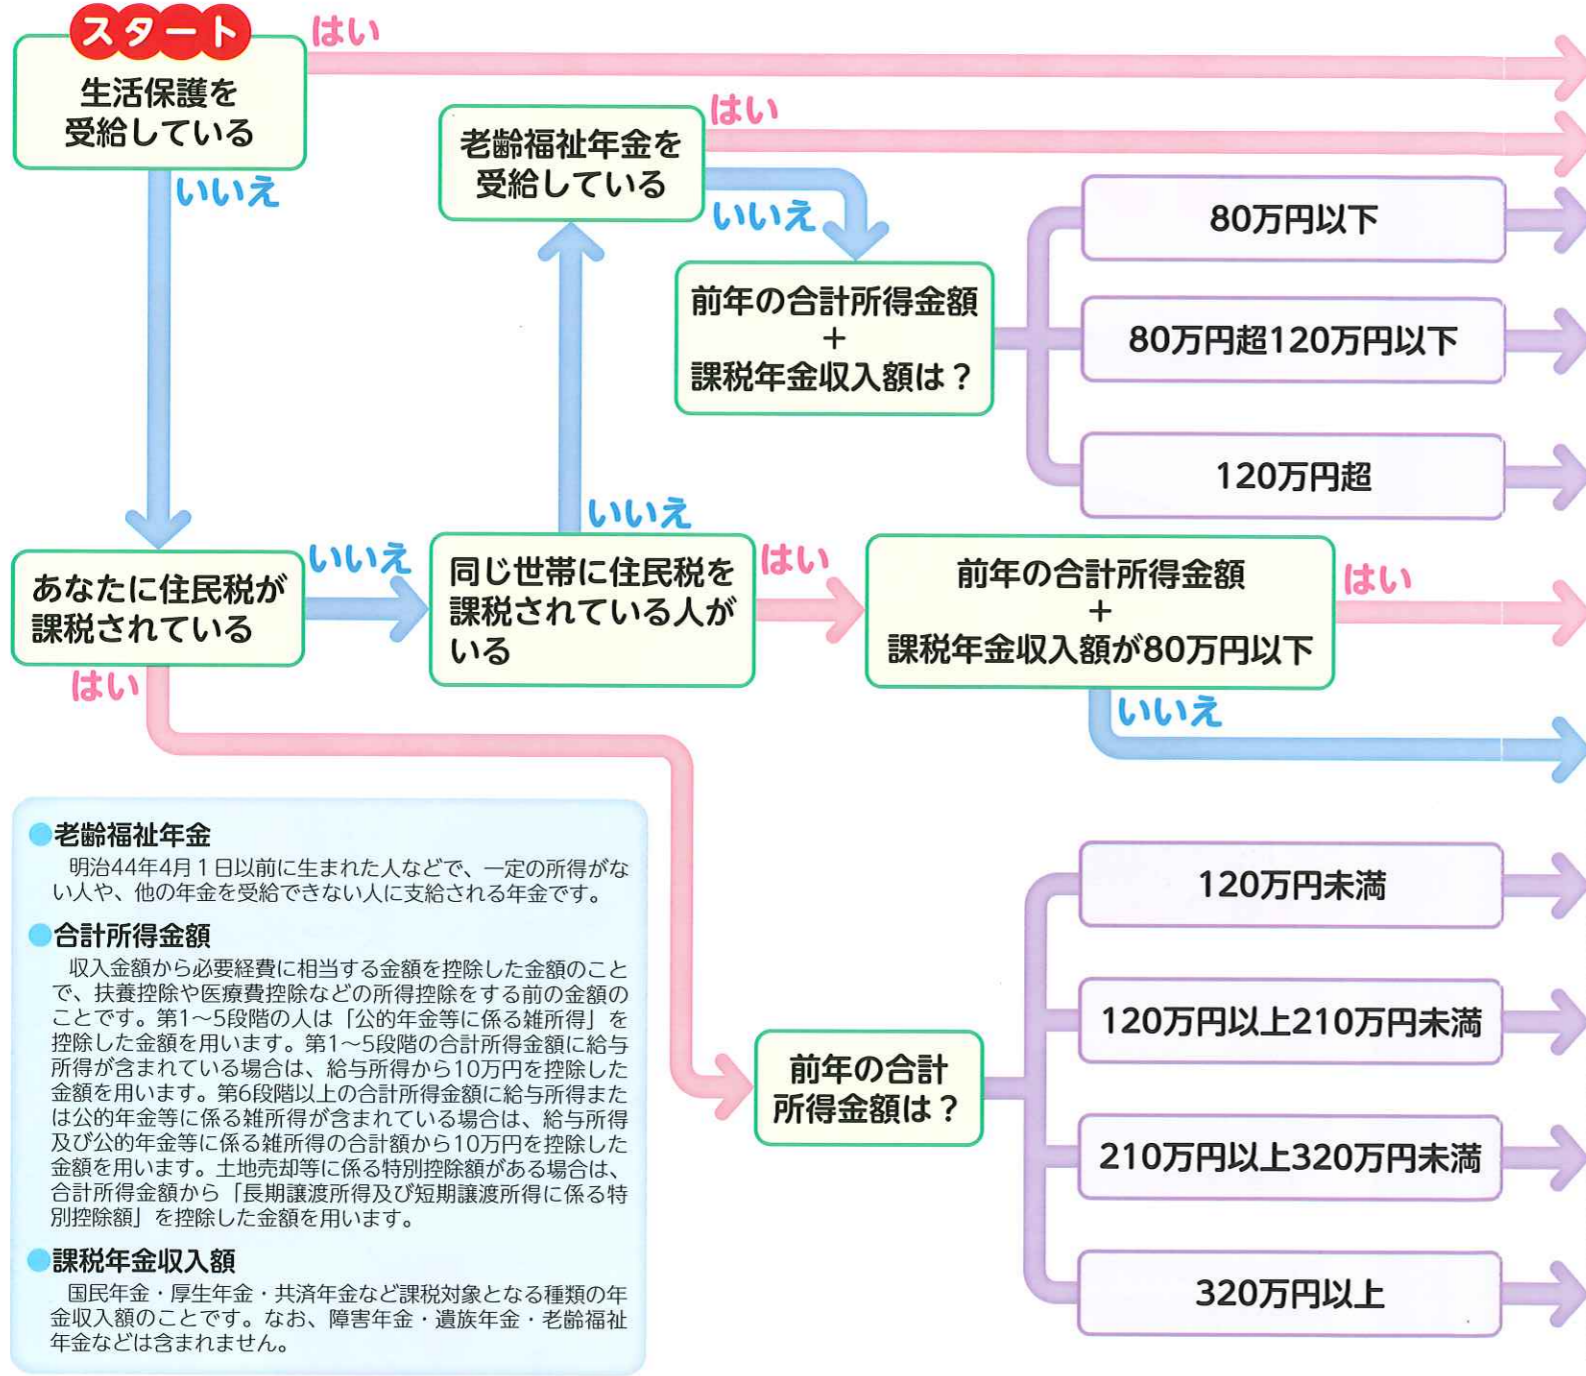 スタート
はい
生活保護を
受給している
いいえ
老齢福祉年金を
受給している
はい
いいえ
前年の合計所得金額
＋
課税年金収入額は？
80万円以下
80万円超120万円以下
120万円超
あなたに住民税が
課税されている
いいえ
はい
同じ世帯に住民税を
課税されている人が
いる
いいえ
はい
前年の合計所得金額
＋
課税年金収入額が80万円以下
はい
いいえ
●老齢福祉年金
明治44年4月1日以前に生まれた人などで、一定の所得がな
い人や、他の年金を受給できない人に支給される年金です。
●合計所得金額
収入金額から必要経費に相当する金額を控除した金額のこと
で、扶養控除や医療費控除などの所得控除をする前の金額の
ことです。第1～5段階の人は「公的年金等に係る雑所得」を
控除した金額を用います。第1～5段階の合計所得金額に給与
所得が含まれている場合は、給与所得から10万円を控除した
金額を用います。第6段階以上の合計所得金額に給与所得また
は公的年金等に係る雑所得が含まれている場合は、給与所得
及び公的年金等に係る雑所得の合計額から10万円を控除した
金額を用います。土地売却等に係る特別控除額がある場合は、
合計所得金額から「長期譲渡所得及び短期譲渡所得に係る特
別控除額」を控除した金額を用います。
●課税年金収入額
国民年金・厚生年金・共済年金など課税対象となる種類の年
金収入額のことです。なお、障害年金・遺族年金・老齢福祉
年金などは含まれません。
前年の合計
所得金額は？
120万円未満
120万円以上210万円未満
210万円以上320万円未満
320万円以上